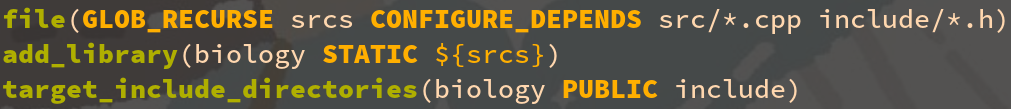 file(GLOB_RECURSE srcs CONFIGURE_DEPENDS src/*.cpp include/*.h)
add_library(biology STATIC ${srcs})
target_include_directories(biology PUBLIC include)